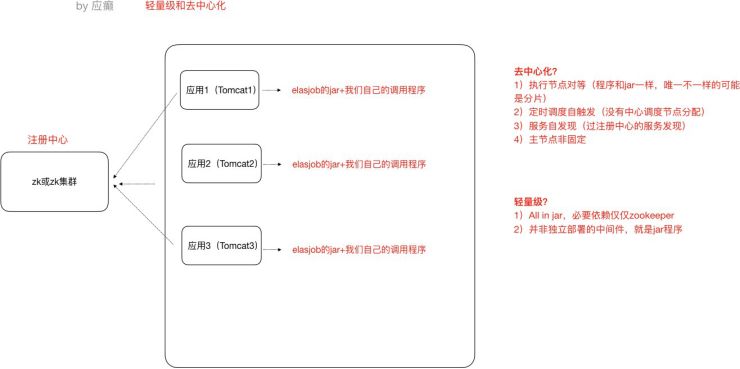 by 应癫 轻量级和去中心化
应用1（Tomcat1）
elasjob的jar+我们自己的调用程序
注册中心
zk或zk集群
应用2（Tomcat2）
elasjob的jar+我们自己的调用程序
应用3（Tomcat3）
elasjob的jar+我们自己的调用程序
去中心化?
1）执行节点对等（程序和jar一样，唯一不一样的可能
是分片）
2）定时调度自触发（没有中心调度节点分配）
3）服务自发现（过注册中心的服务发现）
4）主节点非固定
轻量级?
1）All in jar，必要依赖仅仅zookeeper
2）并非独立部署的中间件，就是jar程序